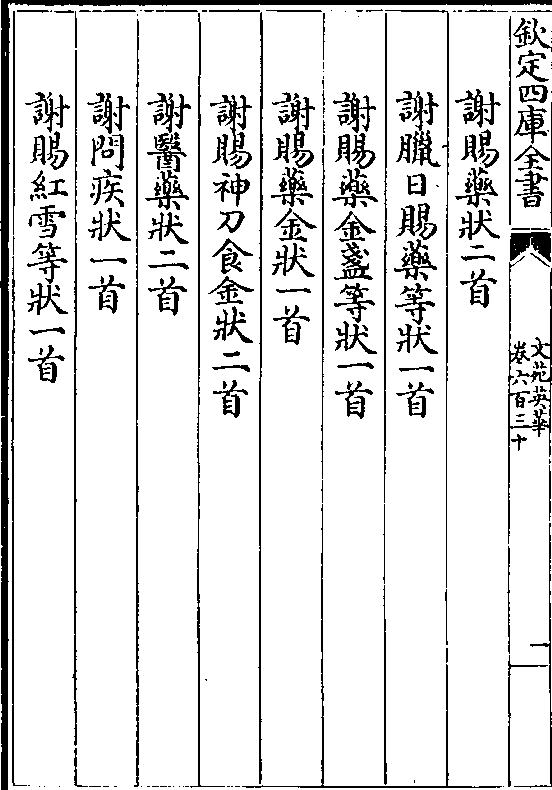 欽定四庫全書
文苑英華
卷六百三十
一
謝賜藥狀二首
謝臘日賜藥等狀一首
謝賜藥金盞等狀一首
謝賜藥金狀一首
謝賜神刀食金狀二首
謝醫藥狀二首
謝問疾狀一首
謝賜紅雪等狀一首